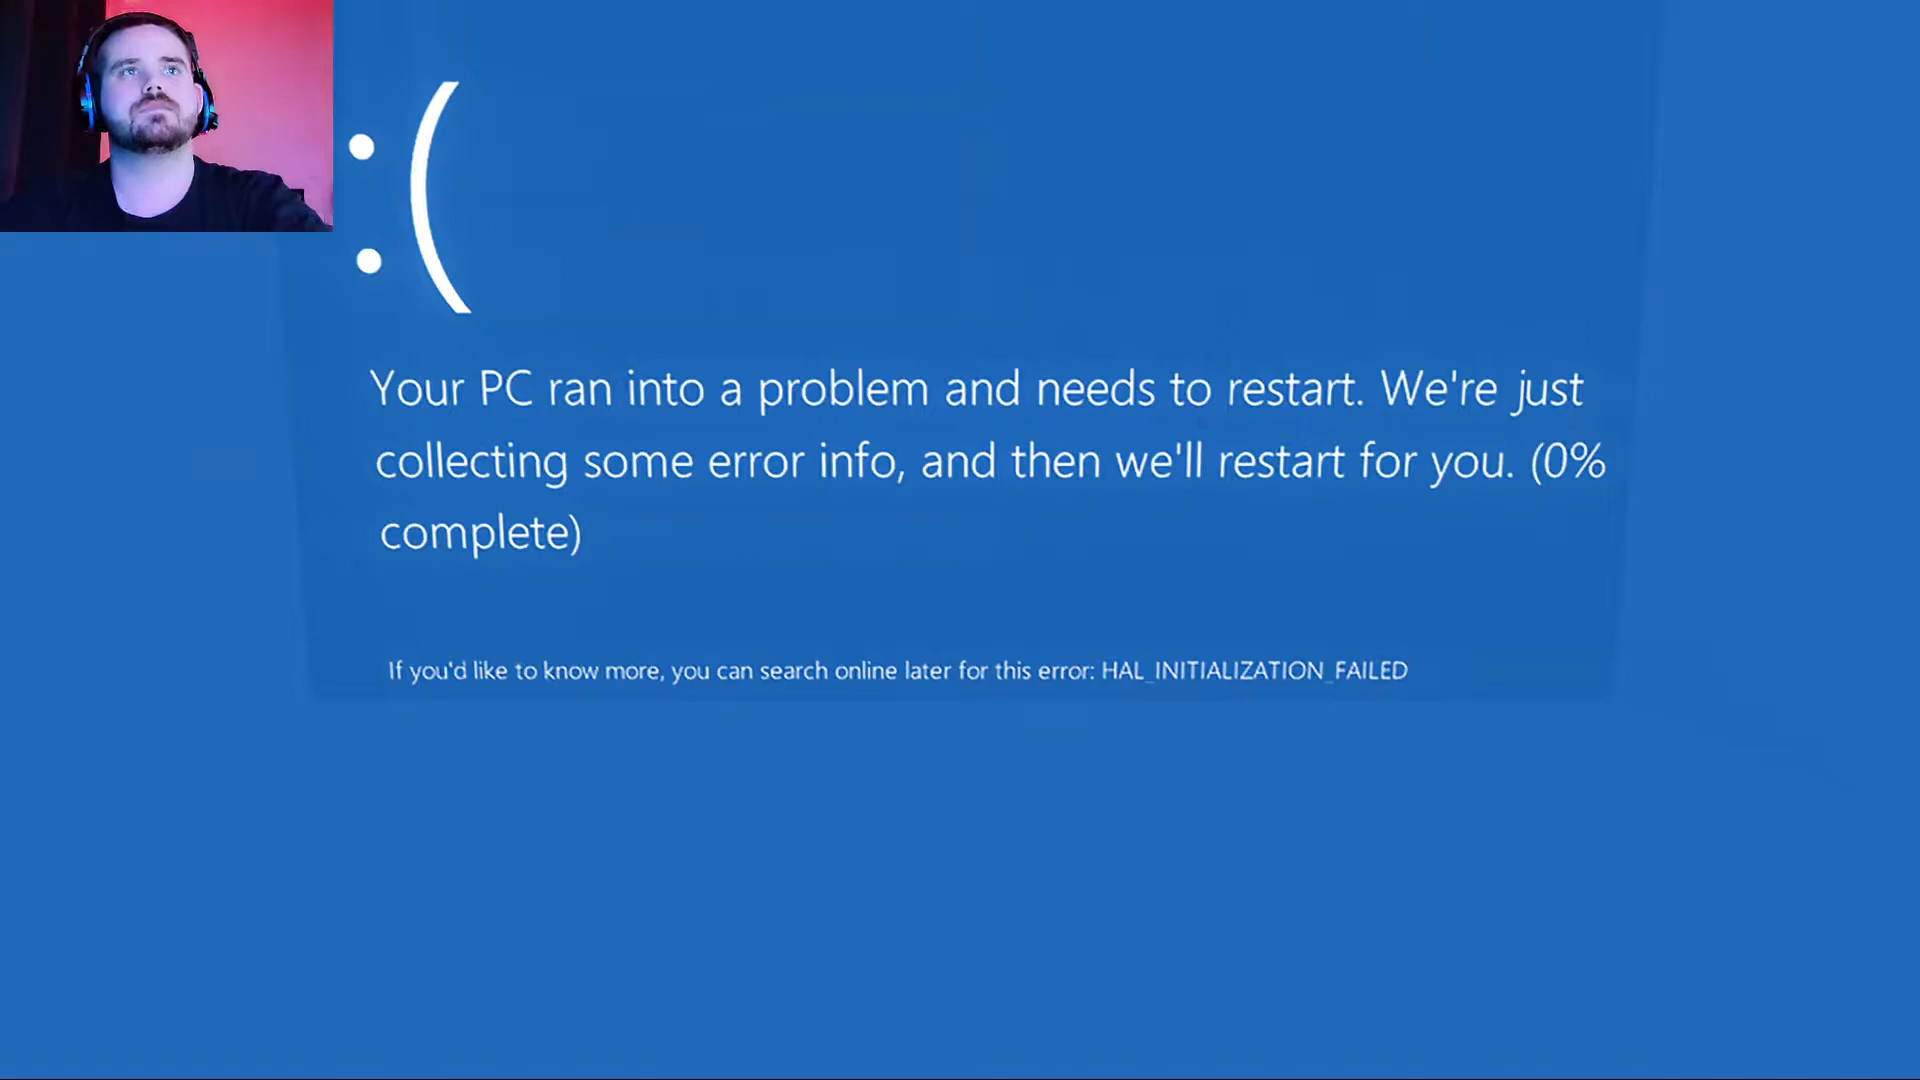 :(
Your PC ran into a problem and needs to restart. We're just
collecting some error info, and then we'll restart for you. (0%
complete)
If you'd like to know more, you can search online later for this error: HAL_INITIALIZATION_FAILED